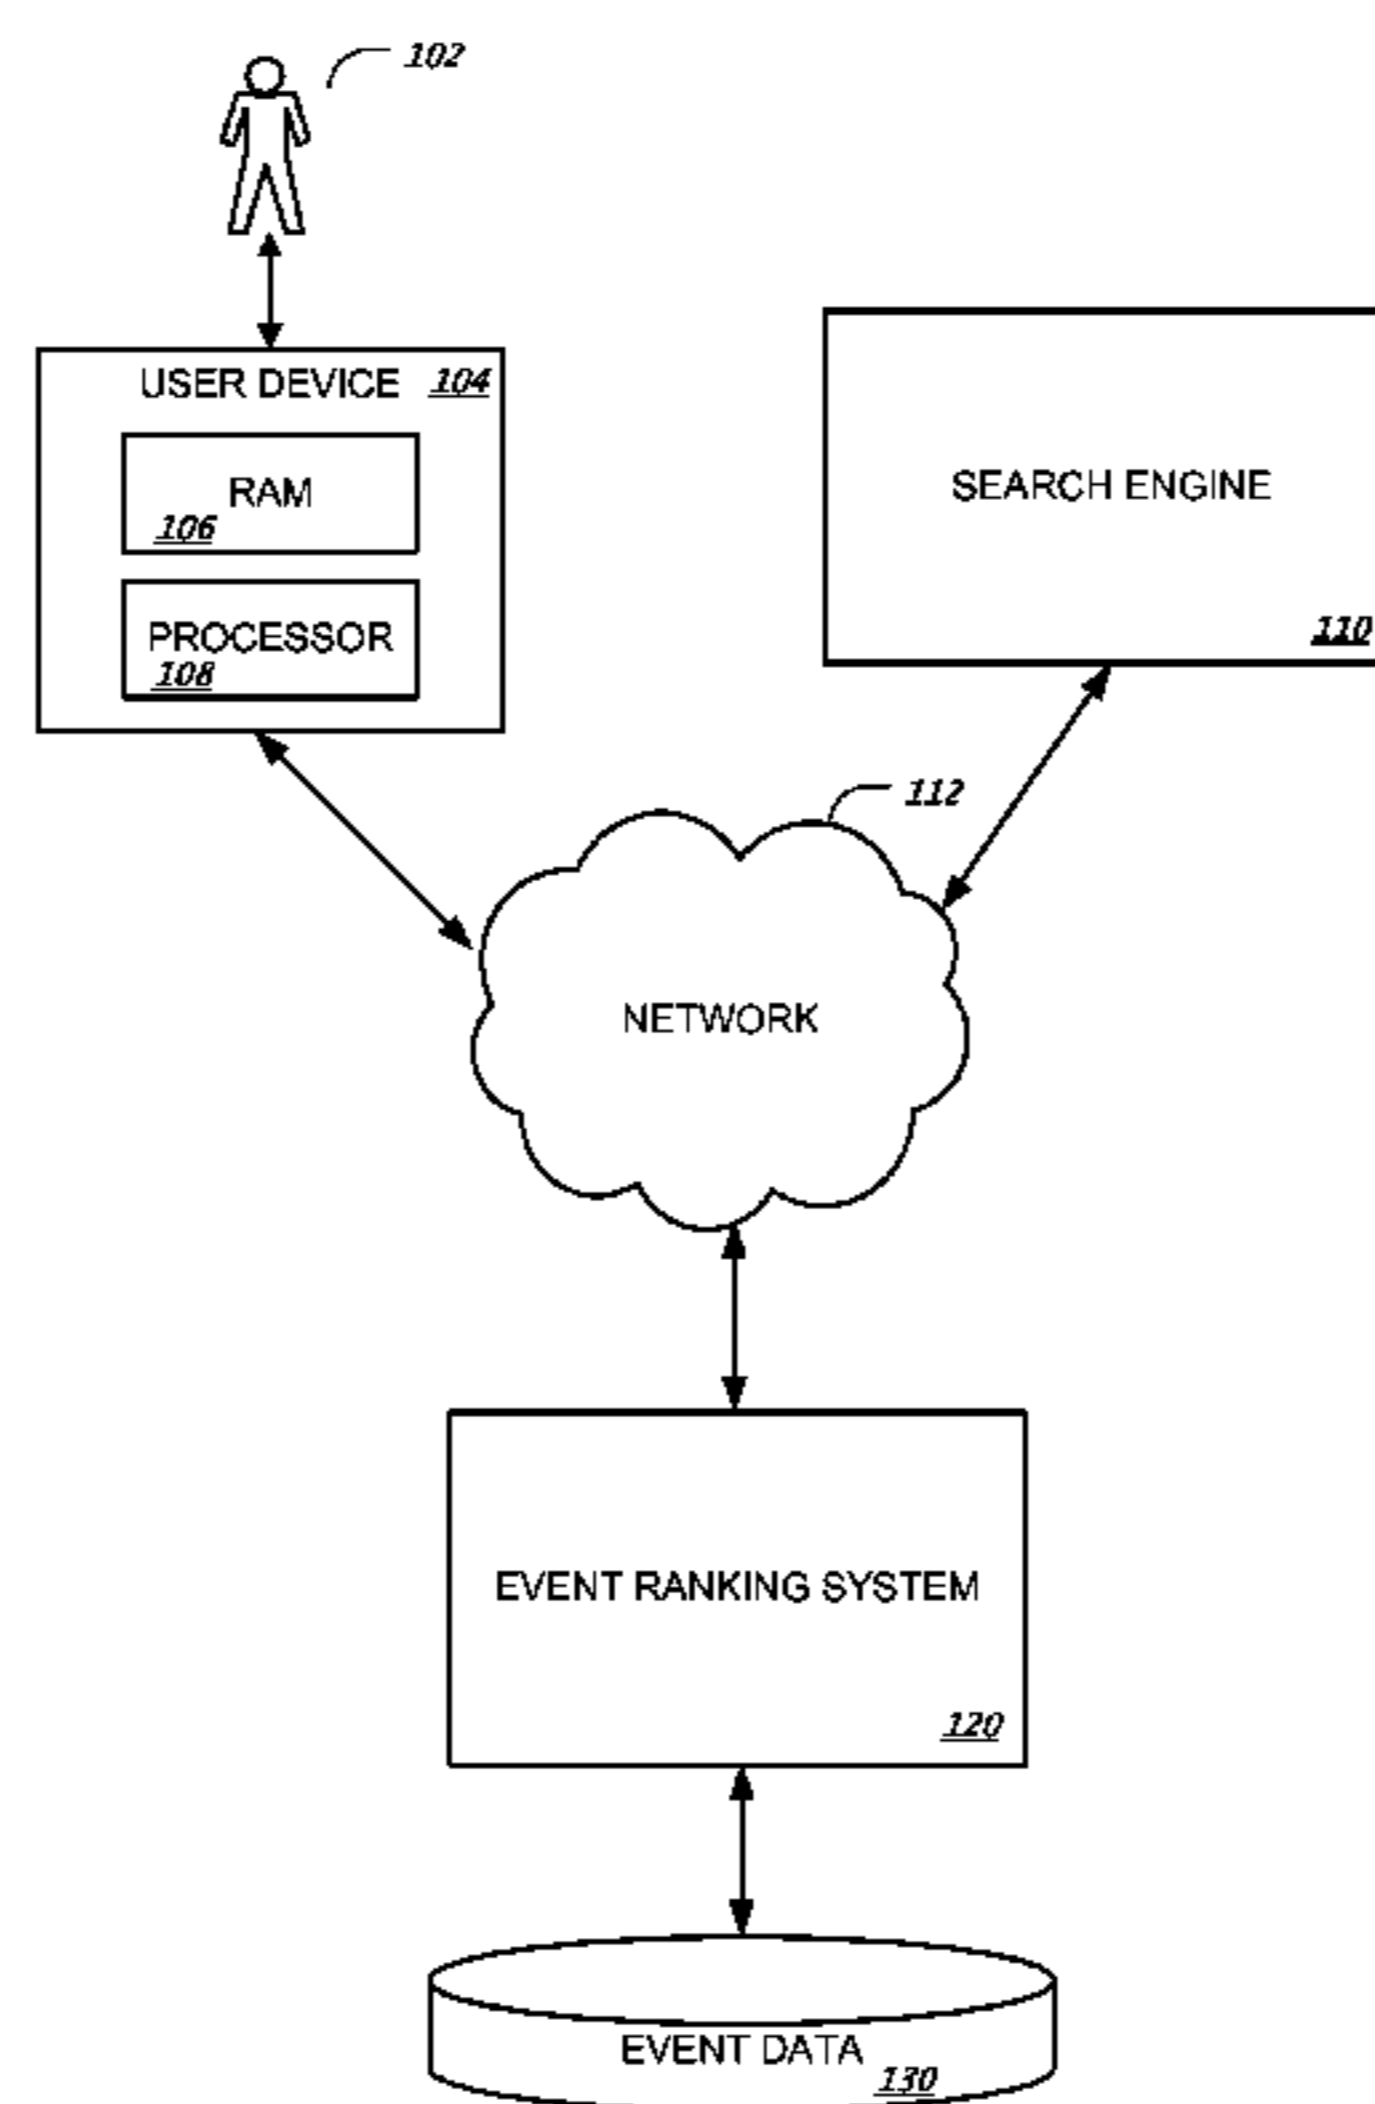 102
USER DEVICE 104
RAM
106
PROCESSOR
108
SEARCH ENGINE
110
112
NETWORK
EVENT RANKING SYSTEM
120
EVENT DATA
130